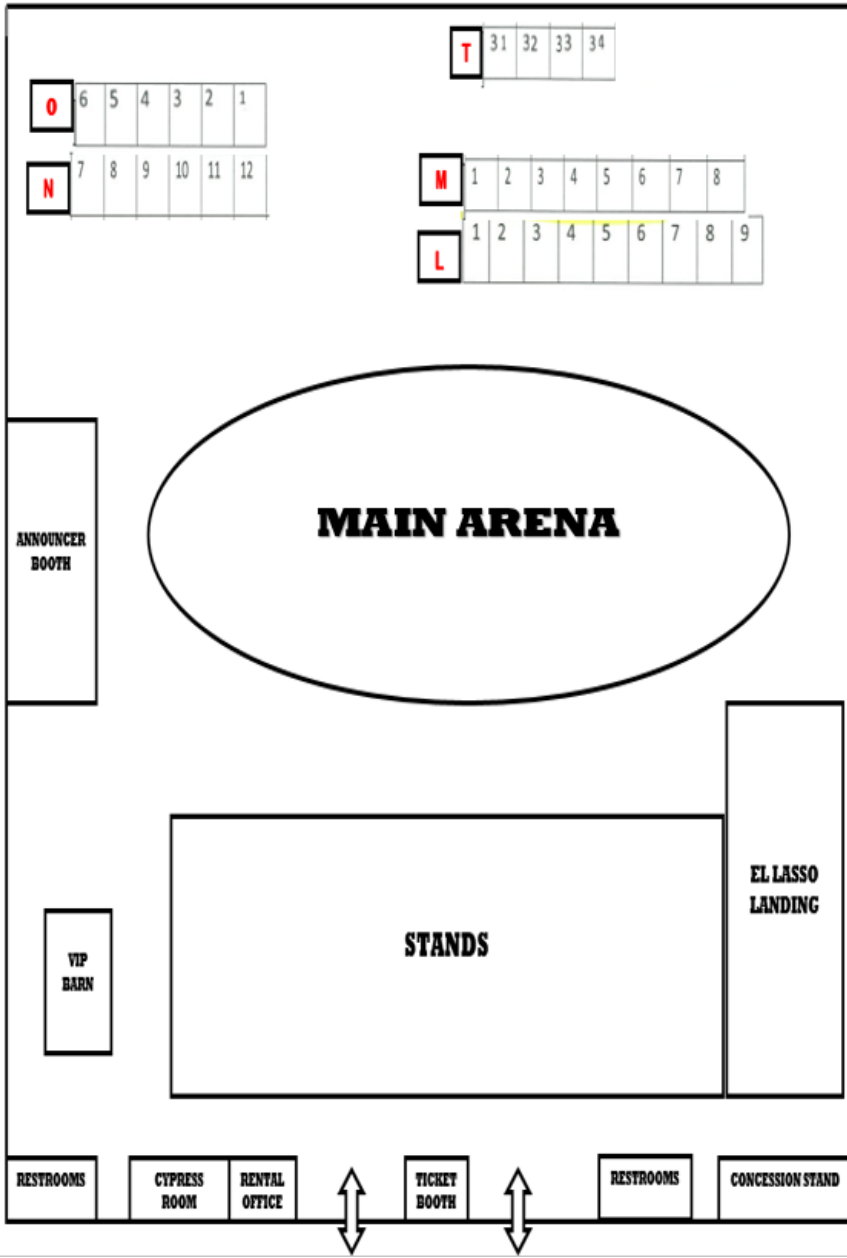 T 31 32 33 34
O 6 5 4 3 2 1
N 7 8 9 10 11 12
M 1 2 3 4 5 6 7 8
L 1 2 3 4 5 6 7 8 9
MAIN ARENA
ANNOUNCER
BOOTH
EL LASSO
LANDING
STANDS
VIP
BARN
RESTROOMS
CYPRESS
ROOM
RENTAL
OFFICE
TICKET
BOOTH
RESTROOMS
CONCESSION STAND